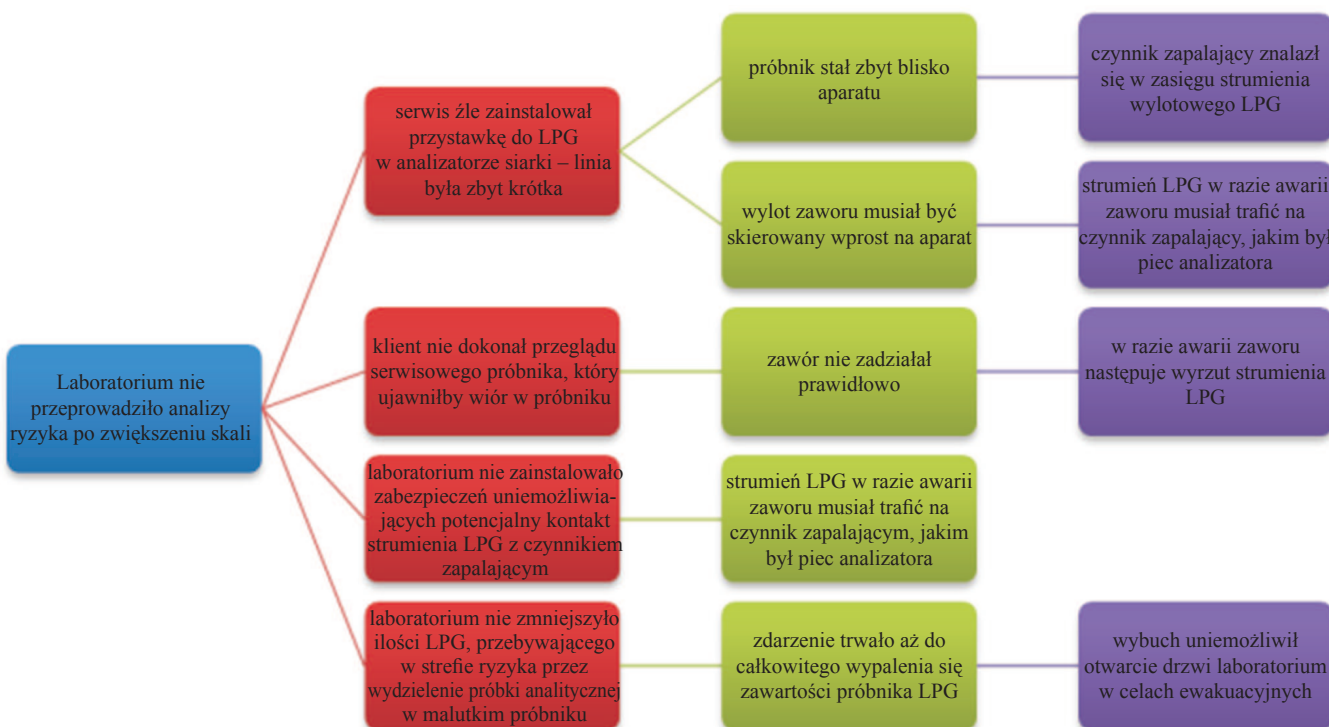 Laboratorium nie
przeprowadziło analizy
ryzyka po zwiększeniu skali
serwis źle zainstalował
przystawkę do LPG
w analizatorze siarki – linia
była zbyt krótka
próbnik stał zbyt blisko
aparatu
czynnik zapalający znalazł
się w zasięgu strumienia
wylotowego LPG
wylot zaworu musiał być
skierowany wprost na aparat
strumień LPG w razie awarii
zaworu musiał trafić na
czynnik zapalający, jakim był
piec analizatora
klient nie dokonał przeglądu
serwisowego próbnika, który
ujawniłby wiór w próbniku
zawór nie zadziałał
prawidłowo
w razie awarii zaworu
następuje wyrzut strumienia
LPG
laboratorium nie zainstalowało
zabezpieczeń uniemożliwia-
jących potencjalny kontakt
strumienia LPG z czynnikiem
zapalającym
strumień LPG w razie awarii
zaworu musiał trafić na
czynnik zapalającym, jakim
był piec analizatora
laboratorium nie zmniejszyło
ilości LPG, przebywającego
w strefie ryzyka przez
wydzielenie próbki analitycznej
w malutkim próbniku
zdarzenie trwało aż do
całkowitego wypalenia się
zawartości próbnika LPG
wybuch uniemożliwił
otwarcie drzwi laboratorium
w celach ewakuacyjnych